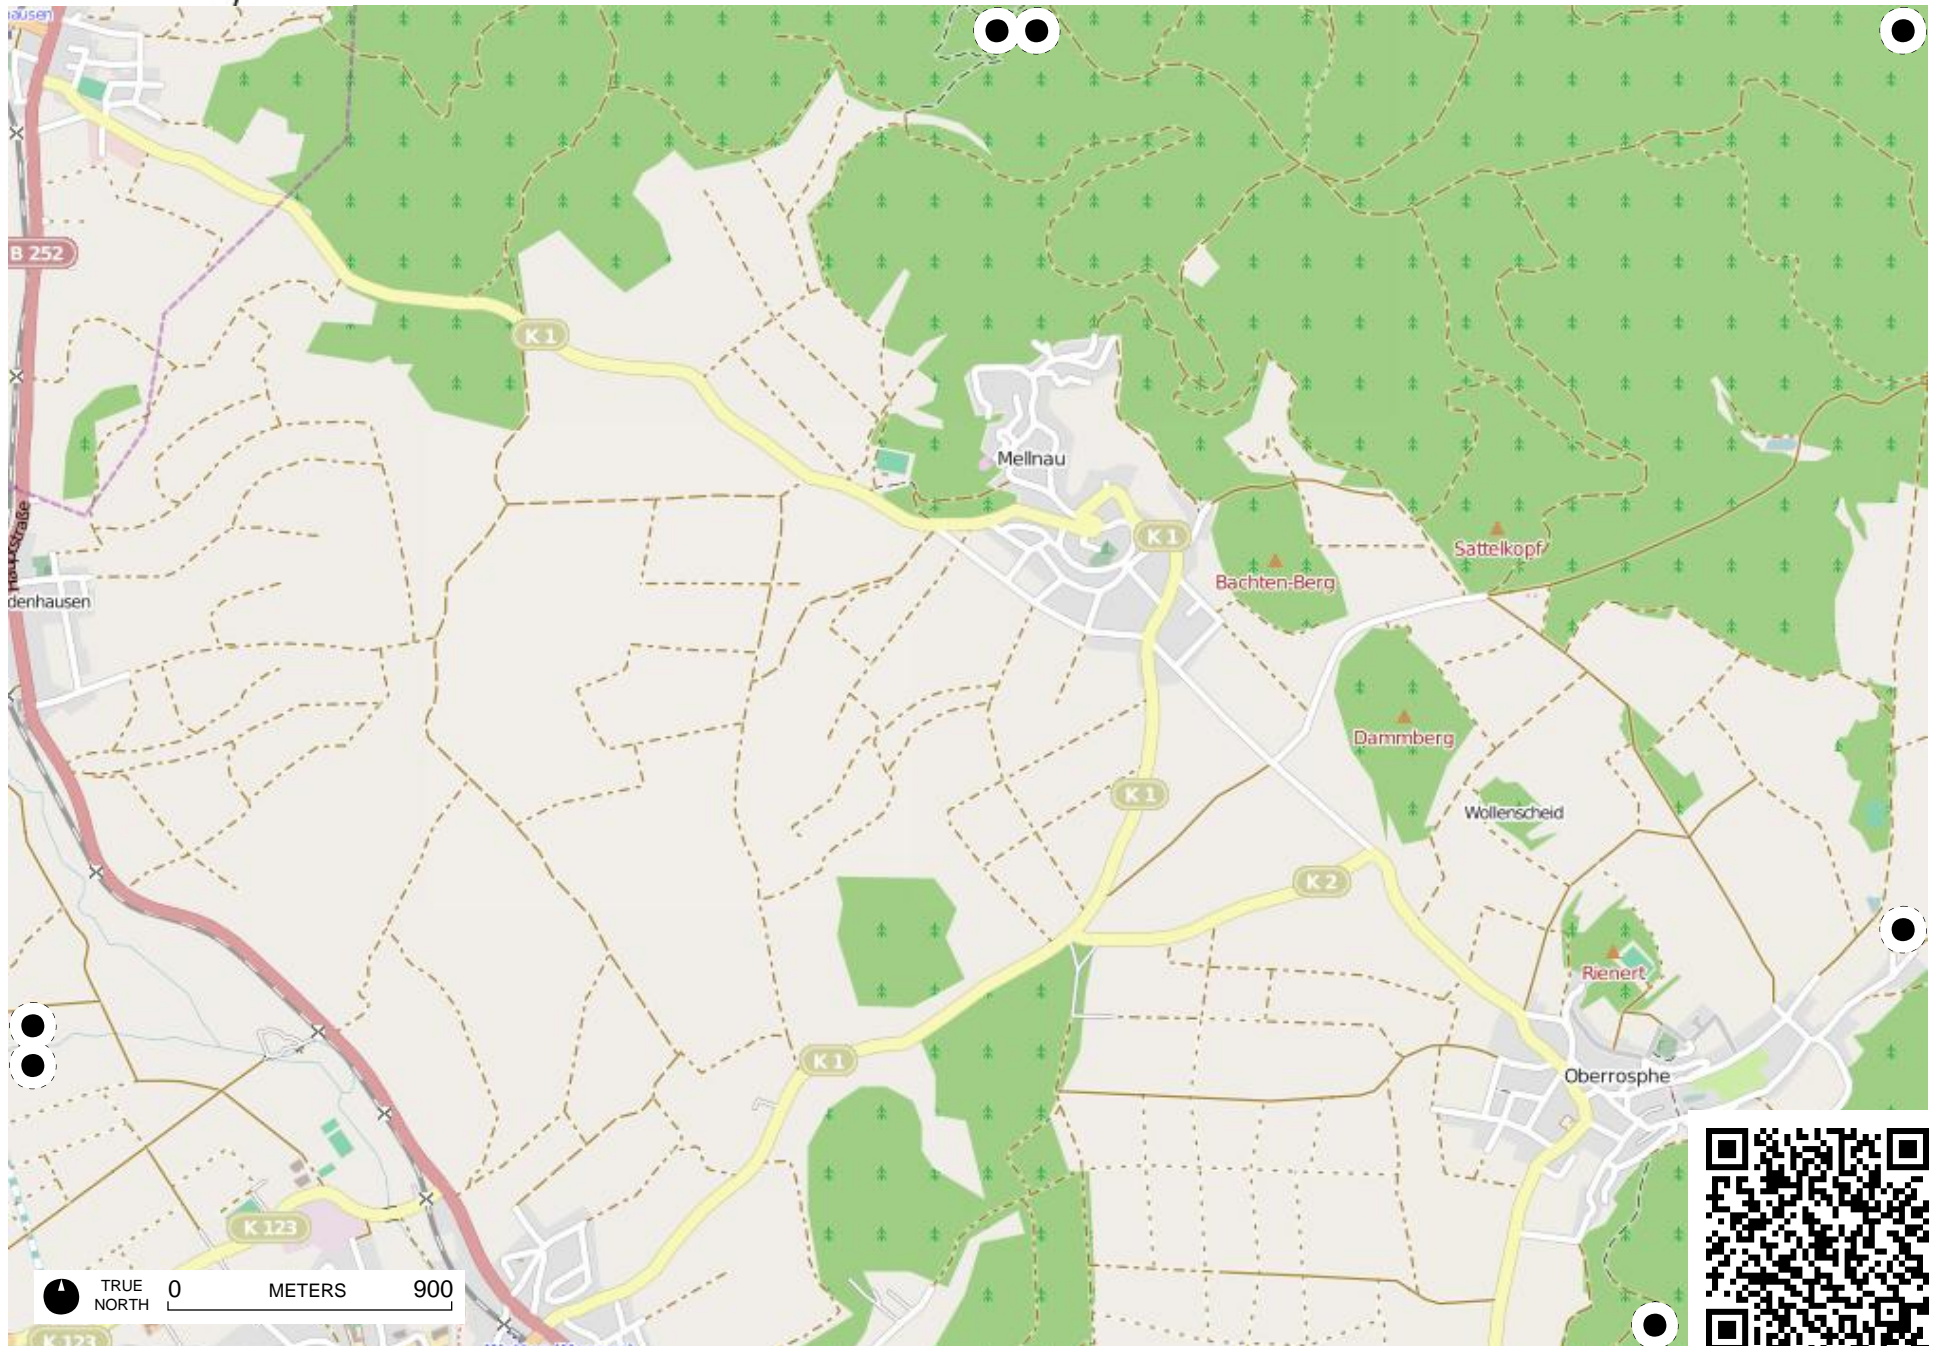 B 252
K 1
Mellnau
K 1
Sattelkopf
Bachten-Berg
denhausen
Dammberg
K 1
Wollenscheid
K 2
Rienert
K 1
Oberrosphe
K 123
TRUE NORTH
0 METERS 900
K 123